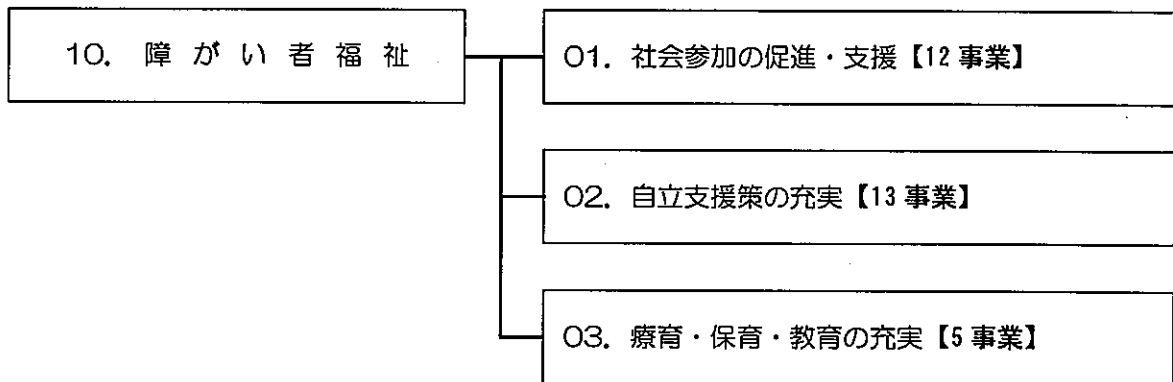 10. 障がい者福祉
01. 社会参加の促進・支援【12事業】
02. 自立支援策の充実【13事業】
03. 療育・保育・教育の充実【5事業】